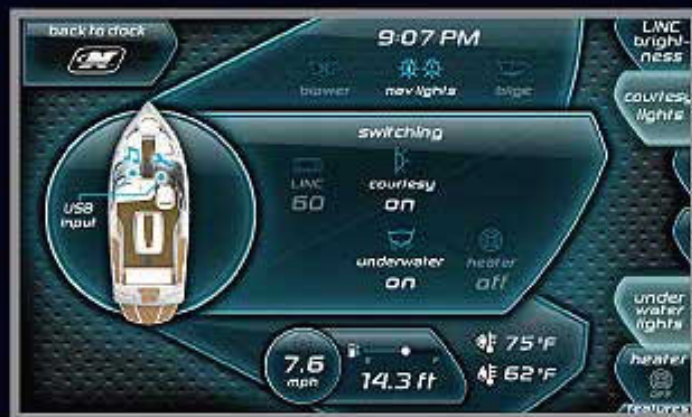 back to dock
N
9:07 PM
blower
nav lights
bilge
switching
LINC
60
courtesy
on
underwater
on
heater
off
USB
input
7.6
mph
14.3 ft
75°F
62°F
LINC
bright-
ness
courtesy
lights
under
water
lights
heater
OFF
features